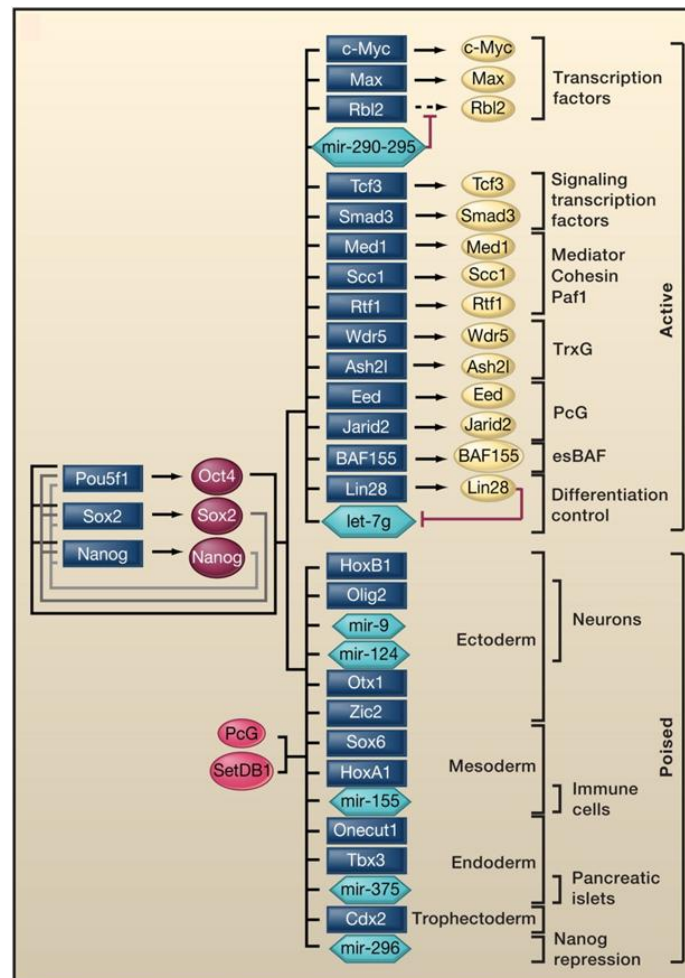 c-Myc c-Myc
Max Max
Rbl2 Rbl2
Transcription
factors
mir-290-295
Tcf3 Tcf3
Smad3 Smad3
Signaling
transcription
factors
Med1 Med1
Scc1 Scc1
Rtf1 Rtf1
Mediator
Cohesin
Paf1
Wdr5 Wdr5
Ash2l Ash2l
TrxG
Eed Eed
Jarid2 Jarid2
PcG
BAF155 BAF155 esBAF
Lin28 Lin28
let-7g
Differentiation
control
Active
Pou5f1 Oct4
Sox2 Sox2
Nanog Nanog
HoxB1
Olig2
mir-9
mir-124
Otx1
Zic2
Ectoderm
Neurons
PcG
SetDB1
Sox6
HoxA1
mir-155
Mesoderm
Immune
cells
Onecut1
Tbx3
mir-375
Endoderm
Pancreatic
islets
Cdx2 Trophectoderm
mir-296
Nanog
repression
Poised